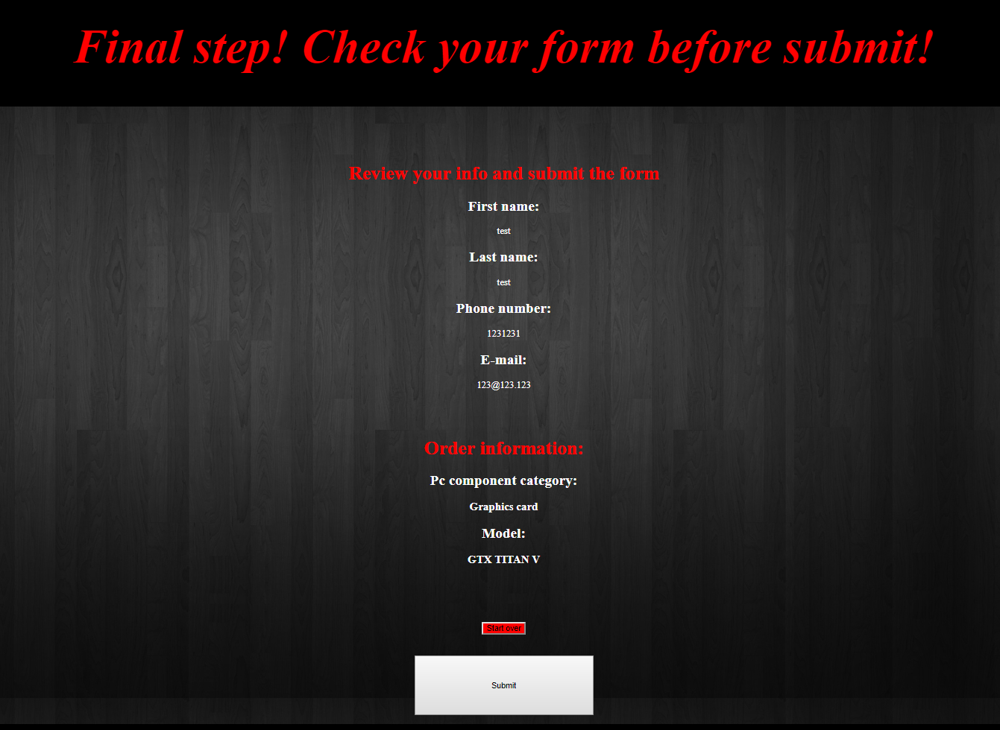 Final step! Check your form before submit!
Review your info and submit the form
First name:
test
Last name:
test
Phone number:
1231231
E-mail:
123@123.123
Order information:
Pc component category:
Graphics card
Model:
GTX TITAN V
Start over
Submit